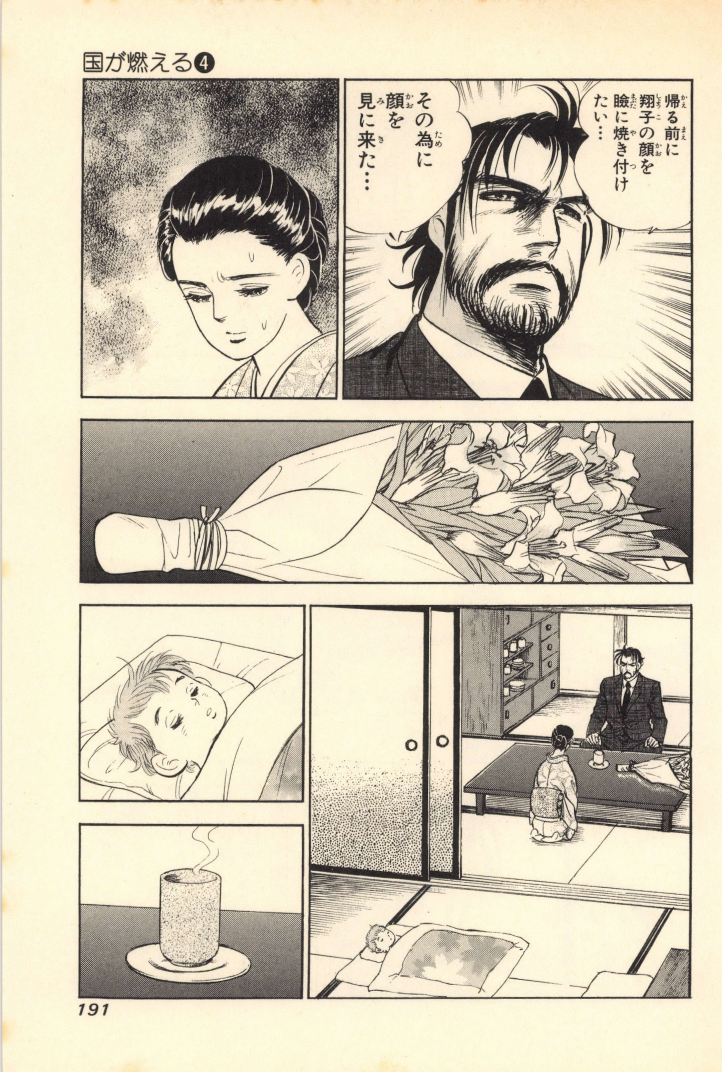 国が燃える❹
帰る前に
翔子の顔を
瞼に焼き付け
たい…
その為に
顔を
見に来た…
191